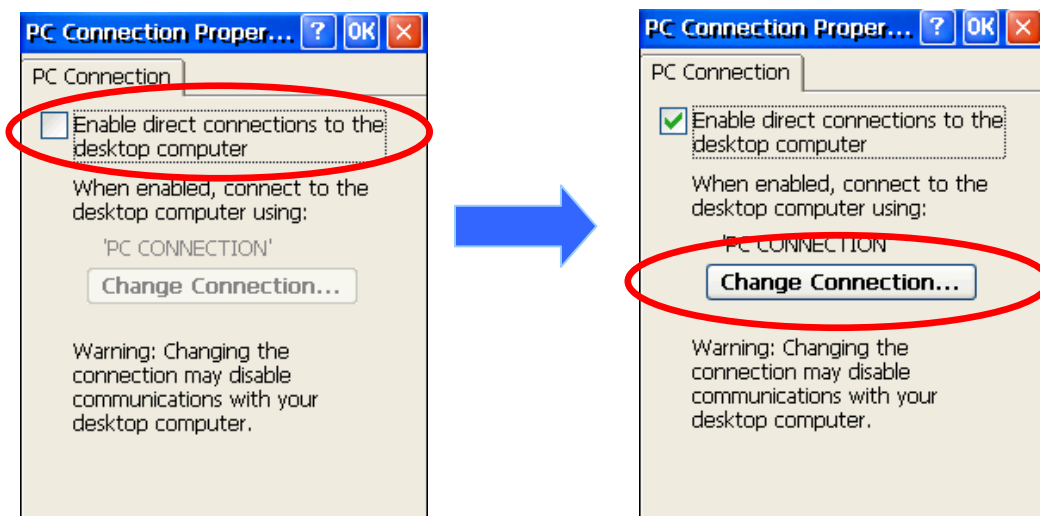 PC Connection Proper... ? OK
PC Connection
Enable direct connections to the
desktop computer
When enabled, connect to the
desktop computer using:
'PC CONNECTION'
Change Connection...
Warning: Changing the
connection may disable
communications with your
desktop computer.
PC Connection Proper... ? OK
PC Connection
Enable direct connections to the
desktop computer
When enabled, connect to the
desktop computer using:
'PC CONNECTION'
Change Connection...
Warning: Changing the
connection may disable
communications with your
desktop computer.